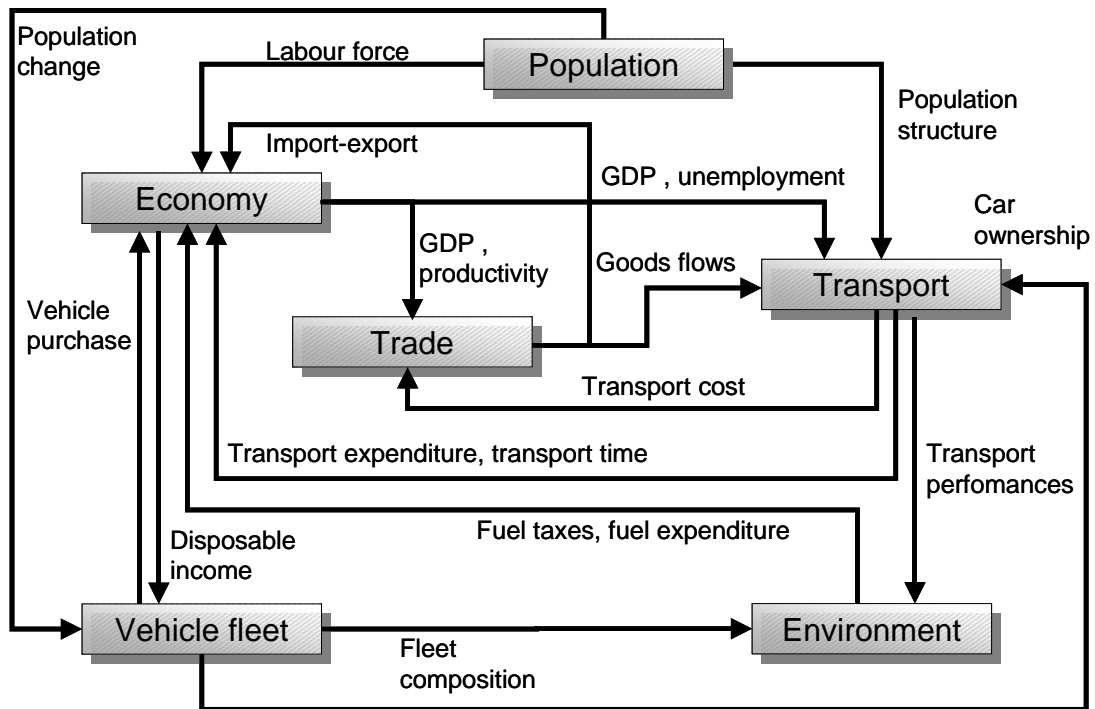 Population
change
Labour force
Population
Population
structure
Import-export
Economy
GDP , unemployment
Car
ownership
GDP ,
productivity
Goods flows
Transport
Vehicle
purchase
Trade
Transport cost
Transport expenditure, transport time
Transport
perfomances
Fuel taxes, fuel expenditure
Disposable
income
Vehicle fleet
Environment
Fleet
composition